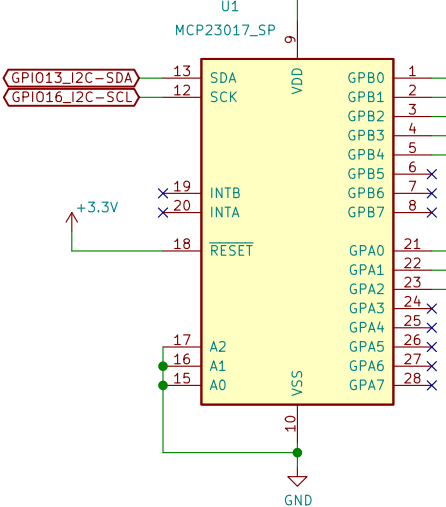 U1
MCP23017_SP
9
VDD
GPIO13_I2C-SDA 13 SDA GPB0 1
GPIO16_I2C-SCL 12 SCK GPB1 2
GPB2 3
GPB3 4
GPB4 5
GPB5 6
19 INTB GPB6 7
+3.3V 20 INTA GPB7 8
18 RESET GPA0 21
GPA1 22
GPA2 23
GPA3 24
GPA4 25
17 A2 GPA5 26
16 A1 GPA6 27
15 A0 GPA7 28
VSS
10
GND